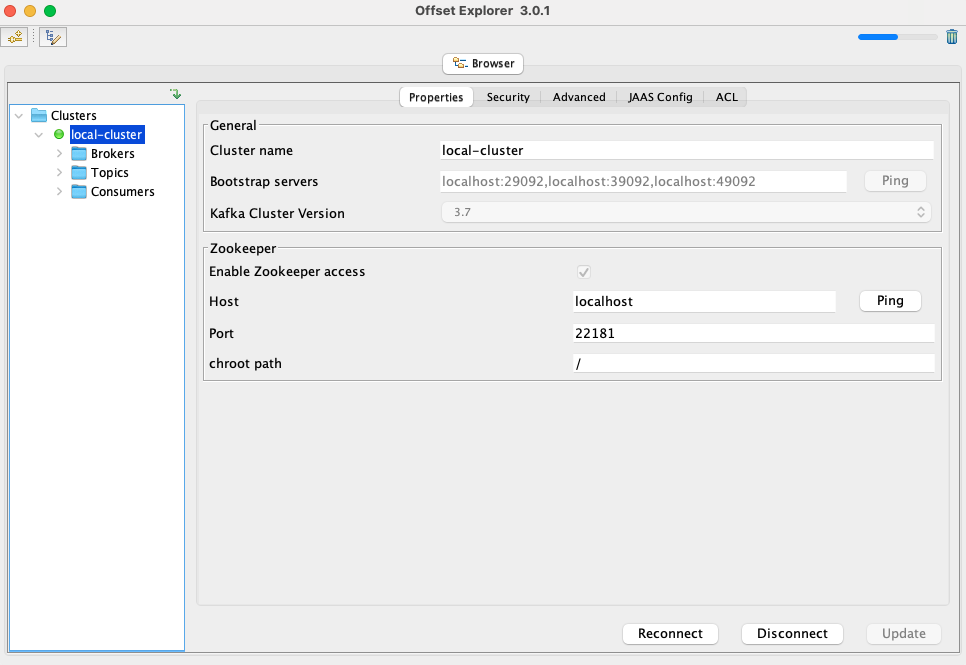 Offset Explorer  3.0.1
Browser
Clusters
local-cluster
Brokers
Topics
Consumers
Properties
Security
Advanced
JAAS Config
ACL
General
Cluster name
local-cluster
Bootstrap servers
localhost:29092,localhost:39092,localhost:49092
Ping
Kafka Cluster Version
3.7
Zookeeper
Enable Zookeeper access
Host
localhost
Ping
Port
22181
chroot path
/
Reconnect
Disconnect
Update